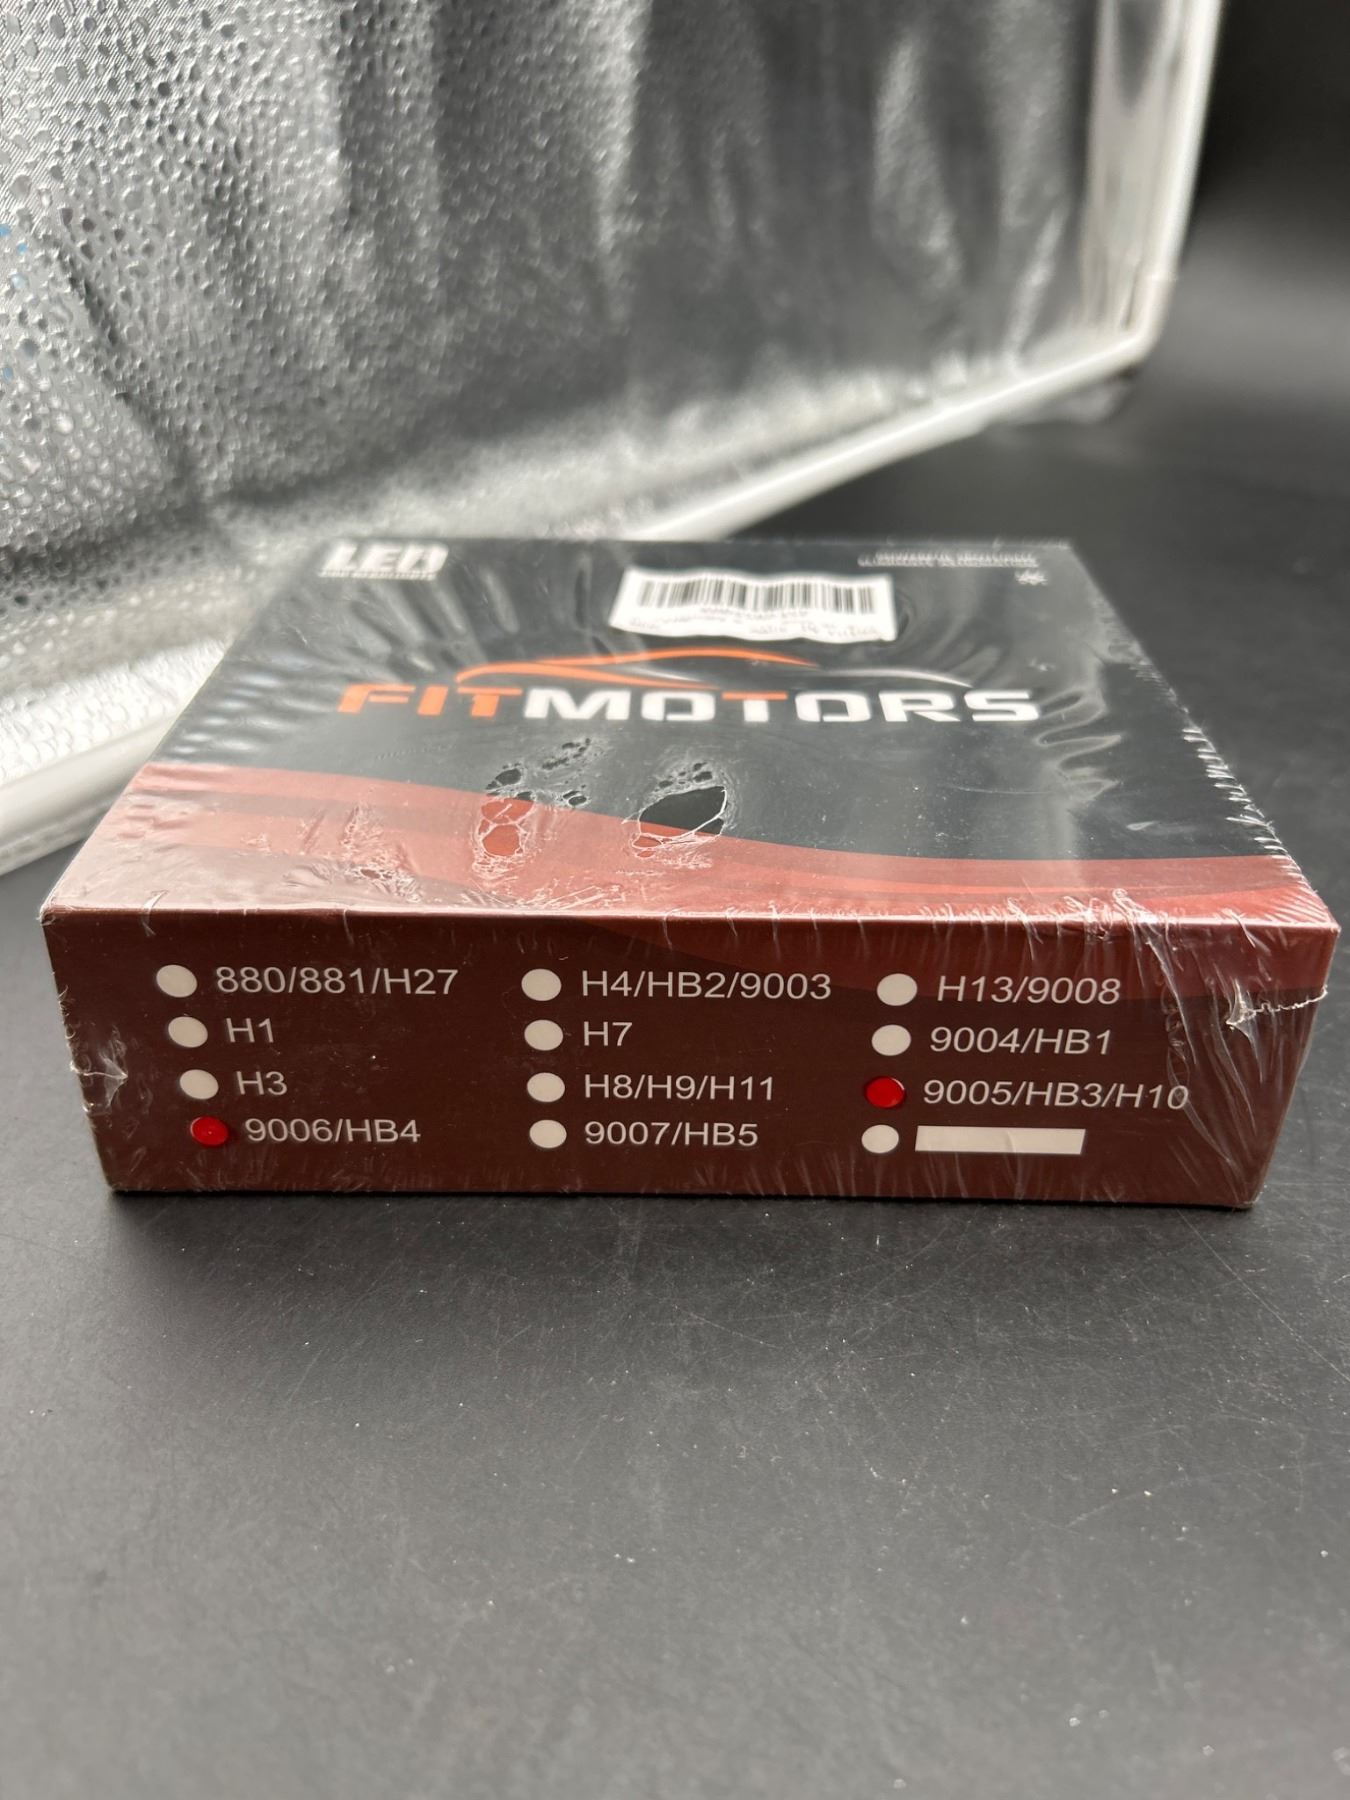 LED
FITMOTORS
880/881/H27 H4/HB2/9003 H13/9008
H1 H7 9004/HB1
H3 H8/H9/H11 9005/HB3/H10
9006/HB4 9007/HB5